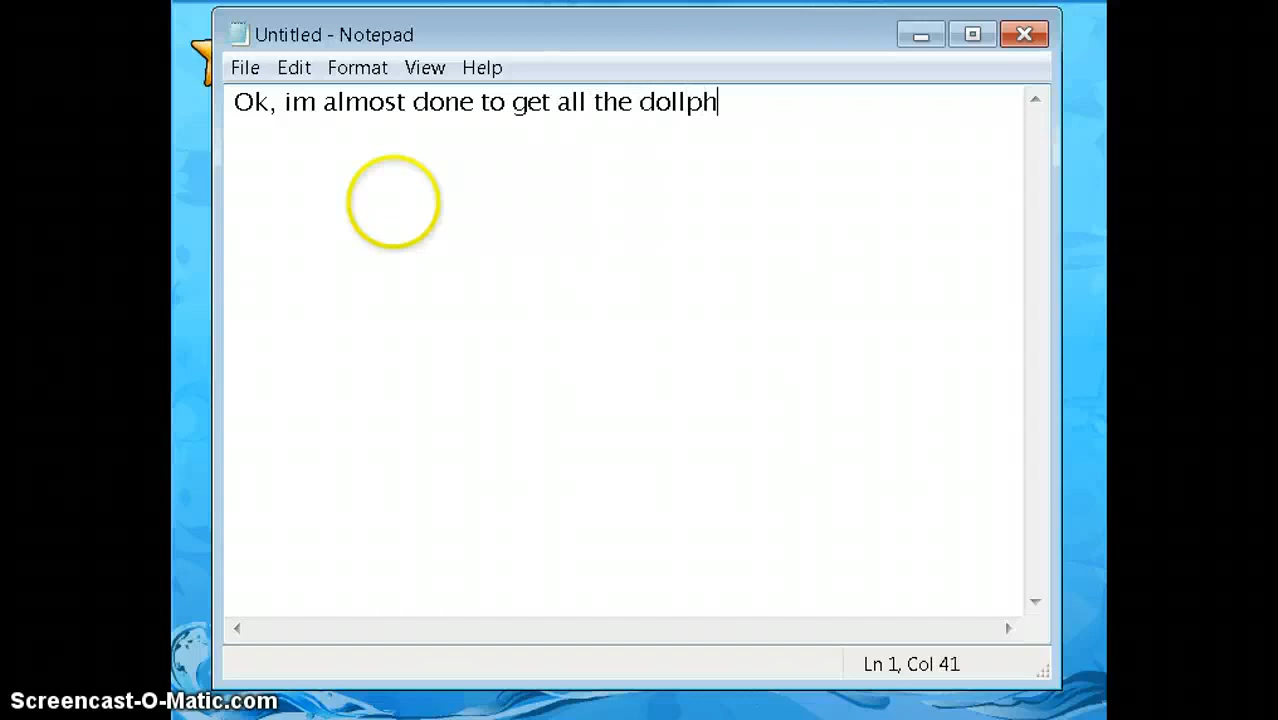 Untitled - Notepad
File Edit Format View Help
Ok, im almost done to get all the dollph
Ln 1, Col 41
Screencast-O-Matic.com